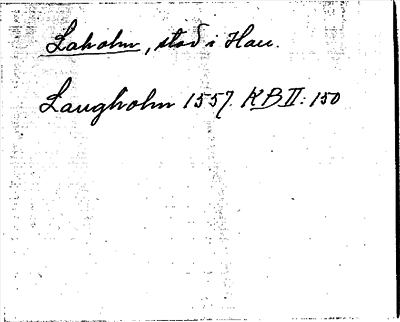 Laholm, stad i Hall.
Laugholm 1557. KB II: 150